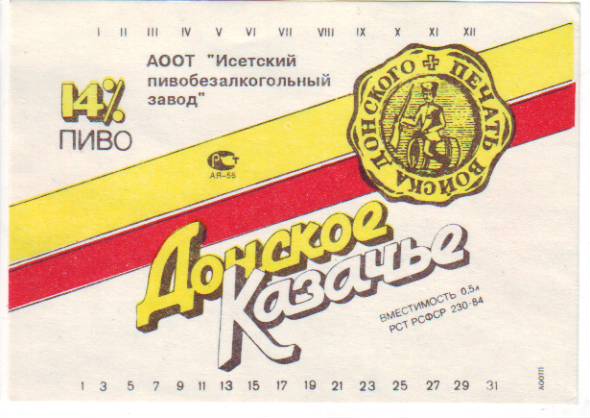 I II III IV V VI VII VIII IX X XI XII
АООТ "Исетский
пивобезалкогольный
завод"
14%
ПИВО
РСТ
АЯ-55
ПЕЧАТЬ ВОЙСКА ДОНСКОГО
Донское
Казачье
ВМЕСТИМОСТЬ 0,5л
РСТ РСФСР 230-84
1 3 5 7 9 11 13 15 17 19 21 23 25 27 29 31